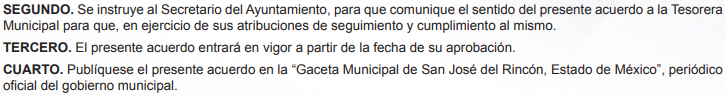 SEGUNDO. Se instruye al Secretario del Ayuntamiento, para que comunique el sentido del presente acuerdo a la Tesorera
Municipal para que, en ejercicio de sus atribuciones de seguimiento y cumplimiento al mismo.
TERCERO. El presente acuerdo entrará en vigor a partir de la fecha de su aprobación.
CUARTO. Publíquese el presente acuerdo en la “Gaceta Municipal de San José del Rincón, Estado de México”, periódico
oficial del gobierno municipal.